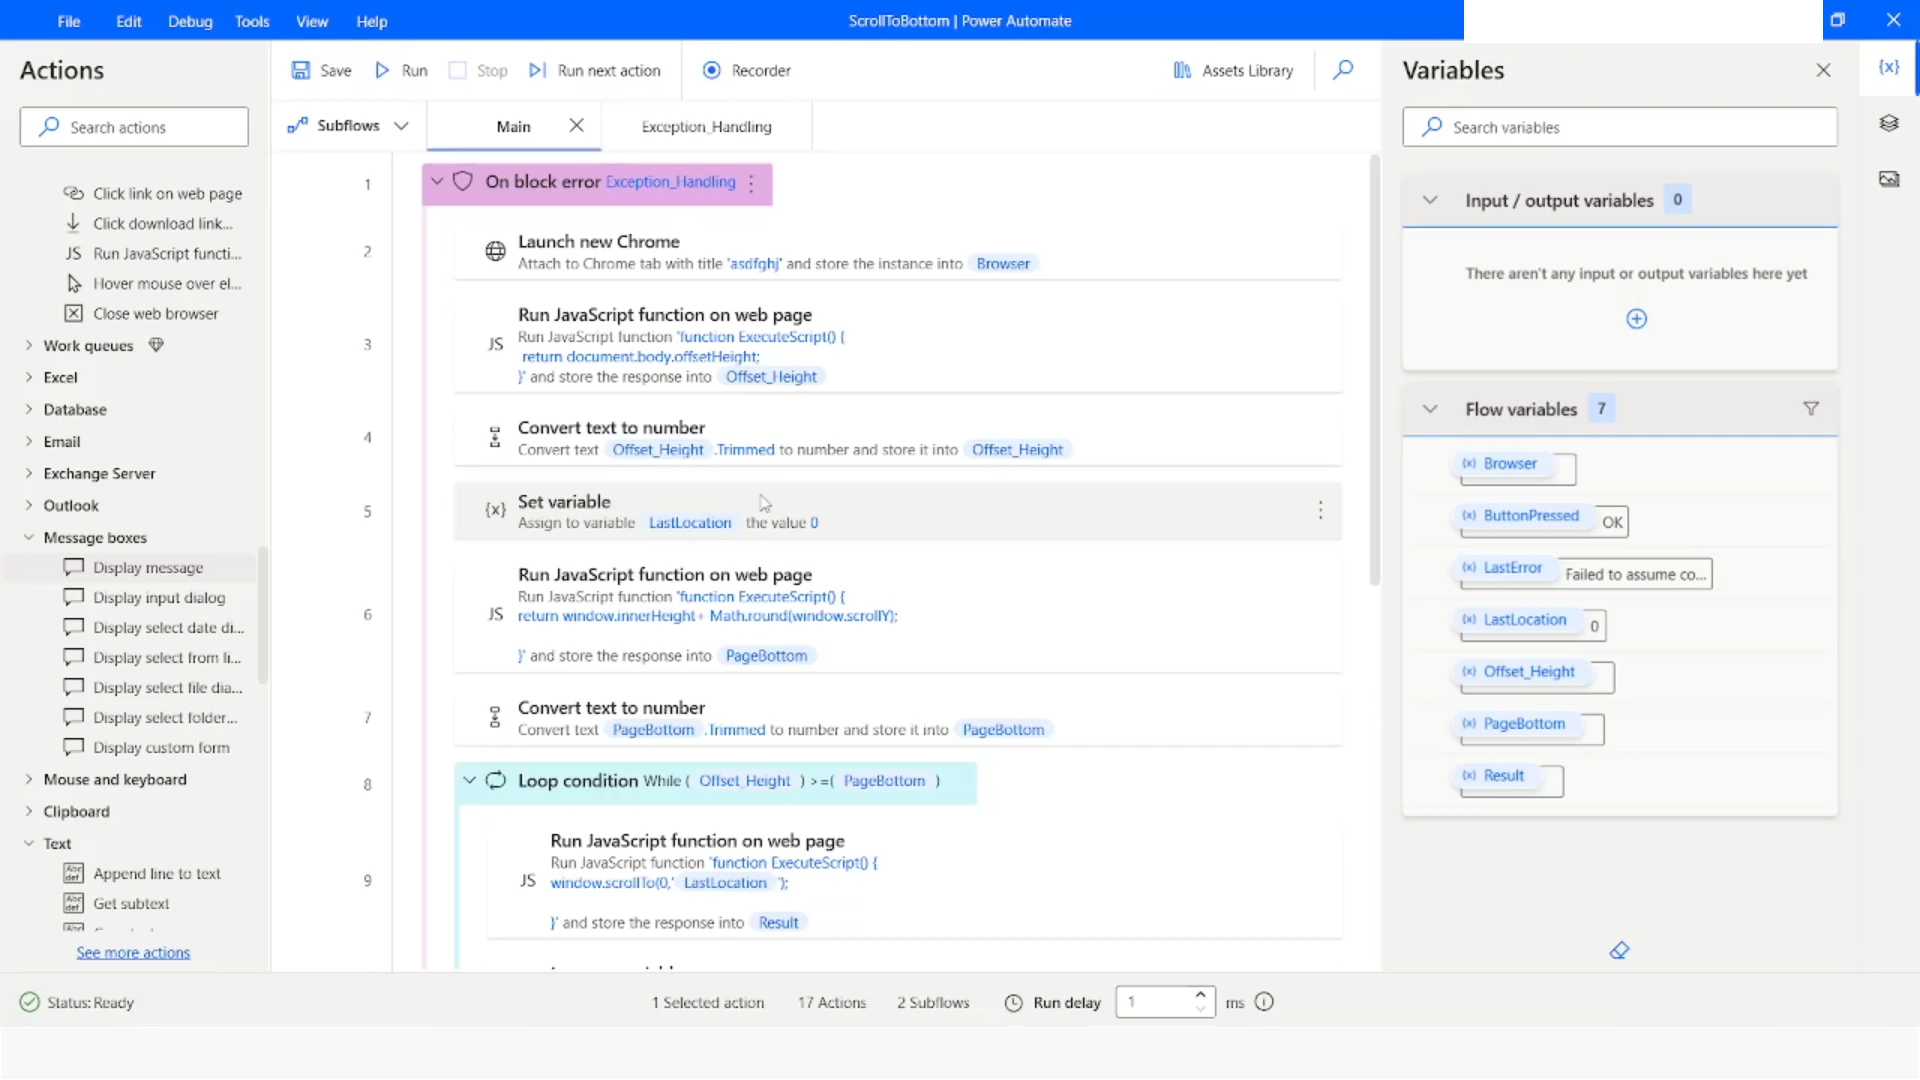 File Edit Debug Tools View Help
ScrollToBottom | Power Automate
Actions
Search actions
Click link on web page
Click download link...
JS Run JavaScript functi...
Hover mouse over el...
Close web browser
Work queues
Excel
Database
Email
Exchange Server
Outlook
Message boxes
Display message
Display input dialog
Display select date di...
Display select from li...
Display select file dia...
Display select folder...
Display custom form
Mouse and keyboard
Clipboard
Text
Append line to text
Get subtext
See more actions
Save Run Stop Run next action Recorder Assets Library
Subflows Main Exception_Handling
1 On block error Exception_Handling
2 Launch new Chrome
Attach to Chrome tab with title 'asdfghj' and store the instance into Browser
3 JS Run JavaScript function on web page
Run JavaScript function 'function ExecuteScript() {
return document.body.offsetHeight;
}' and store the response into Offset_Height
4 Convert text to number
Convert text Offset_Height .Trimmed to number and store it into Offset_Height
5 {x} Set variable
Assign to variable LastLocation the value 0
6 JS Run JavaScript function on web page
Run JavaScript function 'function ExecuteScript() {
return window.innerHeight+ Math.round(window.scrollY);
}' and store the response into PageBottom
7 Convert text to number
Convert text PageBottom .Trimmed to number and store it into PageBottom
8 Loop condition While ( Offset_Height ) >=( PageBottom )
9 JS Run JavaScript function on web page
Run JavaScript function 'function ExecuteScript() {
window.scrollTo(0,' LastLocation ');
}' and store the response into Result
Variables
{x}
Search variables
Input / output variables 0
There aren't any input or output variables here yet
Flow variables 7
(x) Browser
(x) ButtonPressed OK
(x) LastError Failed to assume co...
(x) LastLocation 0
(x) Offset_Height
(x) PageBottom
(x) Result
Status: Ready 1 Selected action 17 Actions 2 Subflows Run delay 1 ms